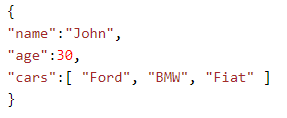 {
"name":"John",
"age":30,
"cars":[ "Ford", "BMW", "Fiat" ]
}